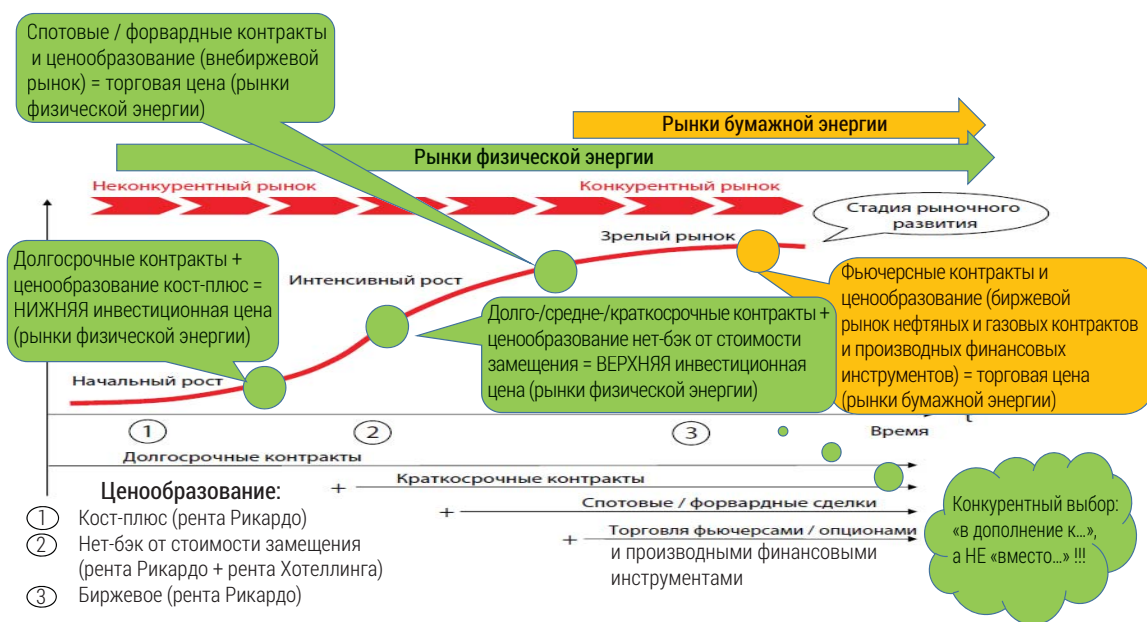 Спотовые / форвардные контракты
и ценообразование (внебиржевой
рынок) = торговая цена (рынки
физической энергии)
Рынки бумажной энергии
Рынки физической энергии
Неконкурентный рынок
Конкурентный рынок
Стадия рыночного
развития
Зрелый рынок
Долгосрочные контракты +
ценообразование кост-плюс =
НИЖНЯЯ инвестиционная цена
(рынки физической энергии)
Интенсивный рост
Фьючерсные контракты и
ценообразование (биржевой
рынок нефтяных и газовых контрактов
и производных финансовых
инструментов) = торговая цена
(рынки бумажной энергии)
Долго-/средне-/краткосрочные контракты +
ценообразование нет-бэк от стоимости
замещения = ВЕРХНЯЯ инвестиционная
цена (рынки физической энергии)
Начальный рост
1
2
3
Время
Долгосрочные контракты
+ Краткосрочные контракты
+ Спотовые / форвардные сделки
+ Торговля фьючерсами / опционами
и производными финансовыми
инструментами
Ценообразование:
1 Кост-плюс (рента Рикардо)
2 Нет-бэк от стоимости замещения
(рента Рикардо + рента Хотеллинга)
3 Биржевое (рента Рикардо)
Конкурентный выбор:
«в дополнение к...»,
а НЕ «вместо...» !!!